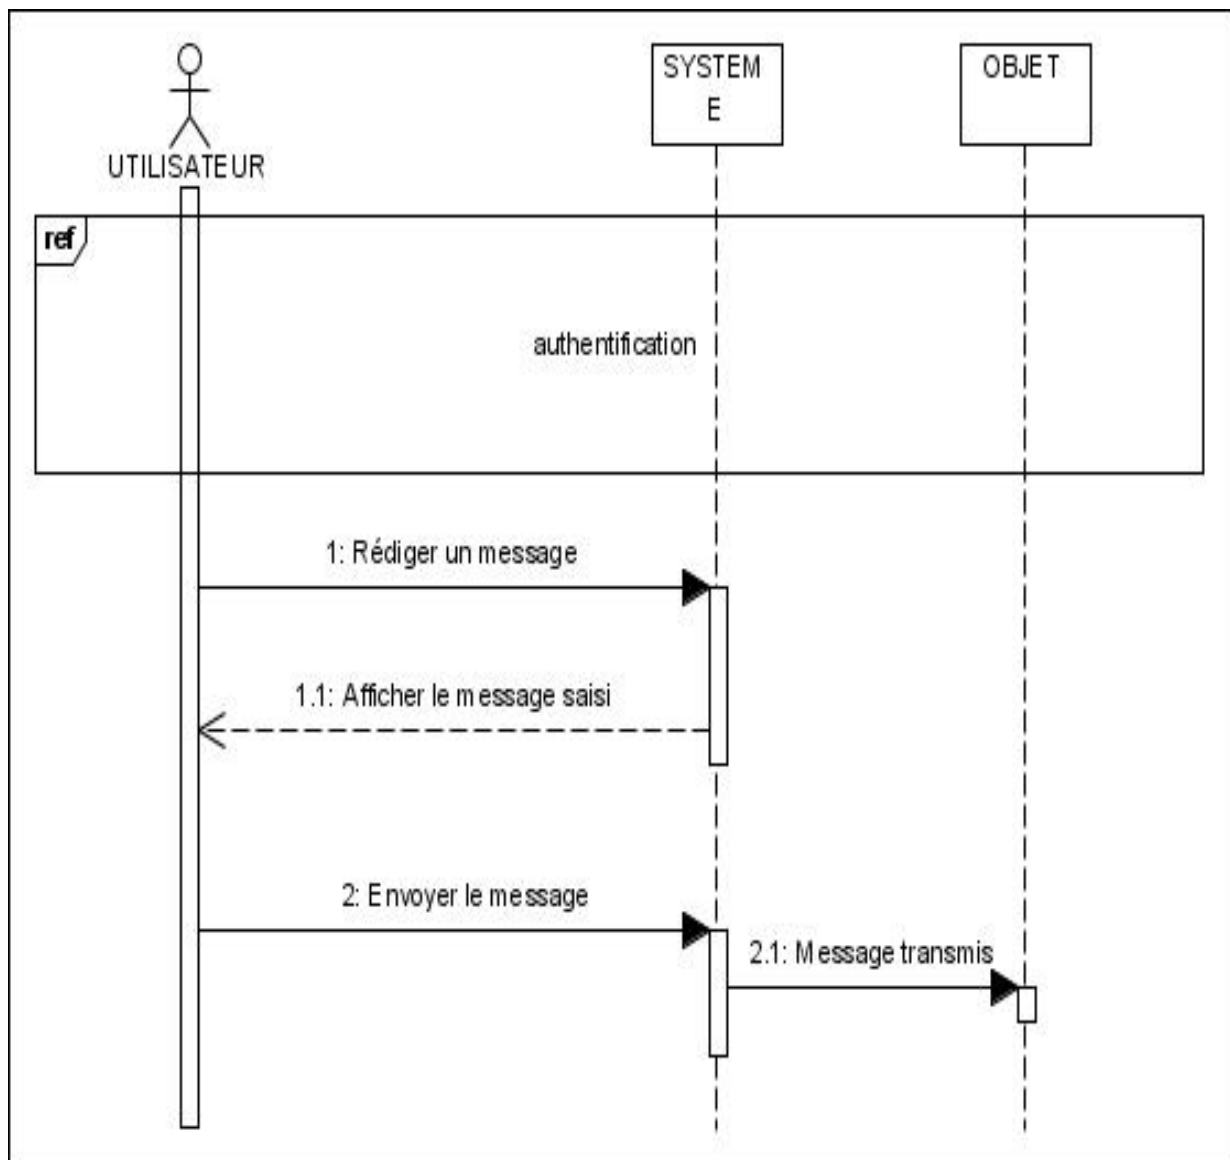 UTILISATEUR
SYSTEM
E
OBJET
ref
authentification
1: Rédiger un message
1.1: Afficher le message saisi
2: Envoyer le message
2.1: Message transmis